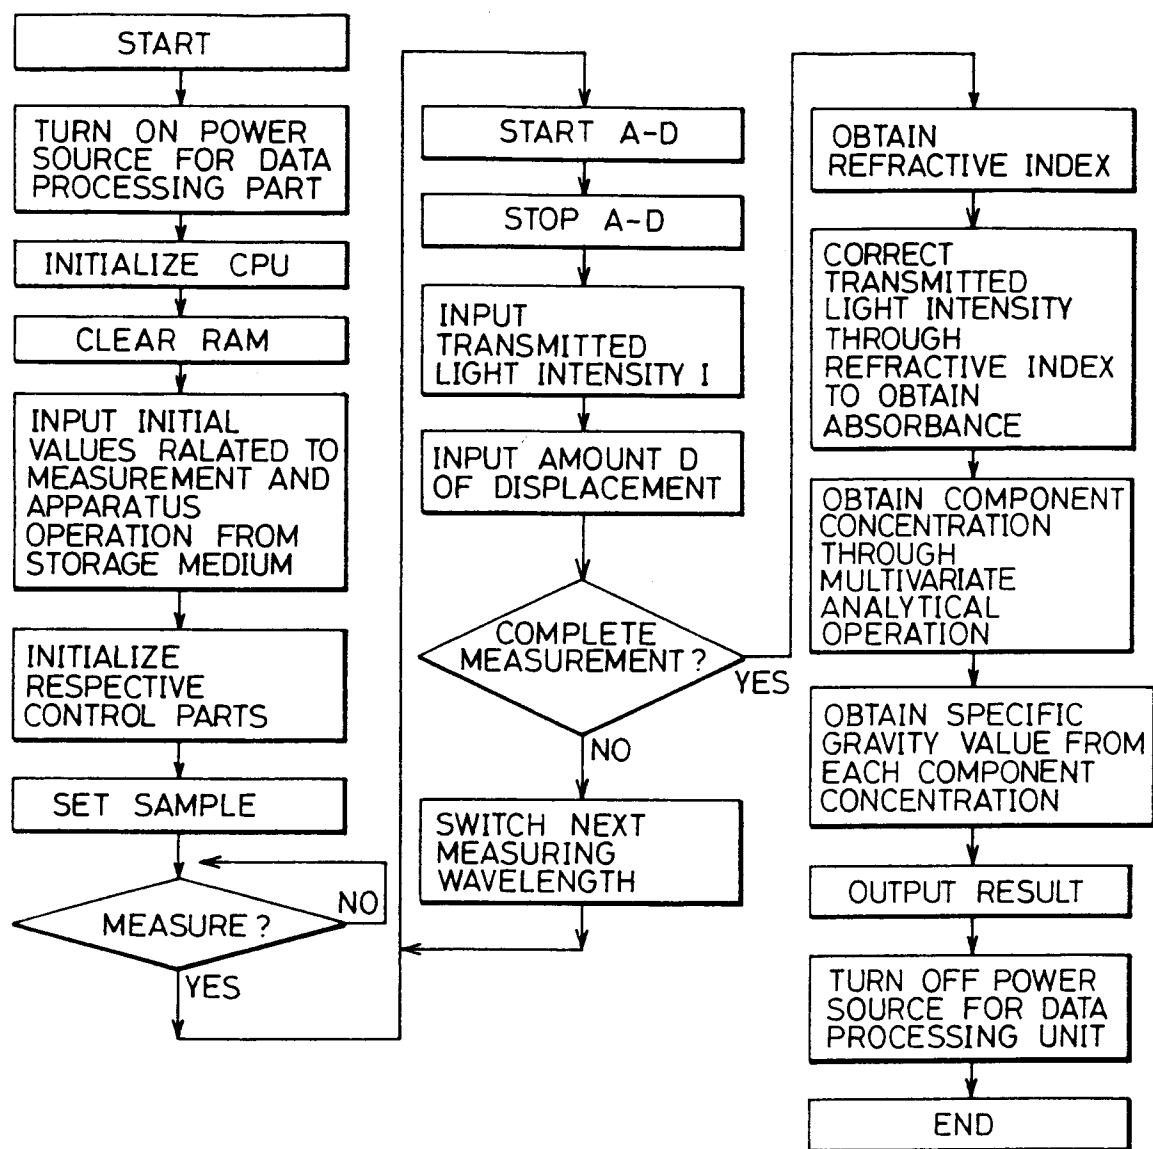 START
TURN ON POWER
SOURCE FOR DATA
PROCESSING PART
INITIALIZE CPU
CLEAR RAM
INPUT INITIAL
VALUES RALATED TO
MEASUREMENT AND
APPARATUS
OPERATION FROM
STORAGE MEDIUM
INITIALIZE
RESPECTIVE
CONTROL PARTS
SET SAMPLE
MEASURE?
NO
YES
START A-D
STOP A-D
INPUT
TRANSMITTED
LIGHT INTENSITY I
INPUT AMOUNT D
OF DISPLACEMENT
COMPLETE
MEASUREMENT?
YES
NO
SWITCH NEXT
MEASURING
WAVELENGTH
OBTAIN
REFRACTIVE INDEX
CORRECT
TRANSMITTED
LIGHT INTENSITY
THROUGH
REFRACTIVE INDEX
TO OBTAIN
ABSORBANCE
OBTAIN COMPONENT
CONCENTRATION
THROUGH
MULTIVARIATE
ANALYTICAL
OPERATION
OBTAIN SPECIFIC
GRAVITY VALUE FROM
EACH COMPONENT
CONCENTRATION
OUTPUT RESULT
TURN OFF POWER
SOURCE FOR DATA
PROCESSING UNIT
END